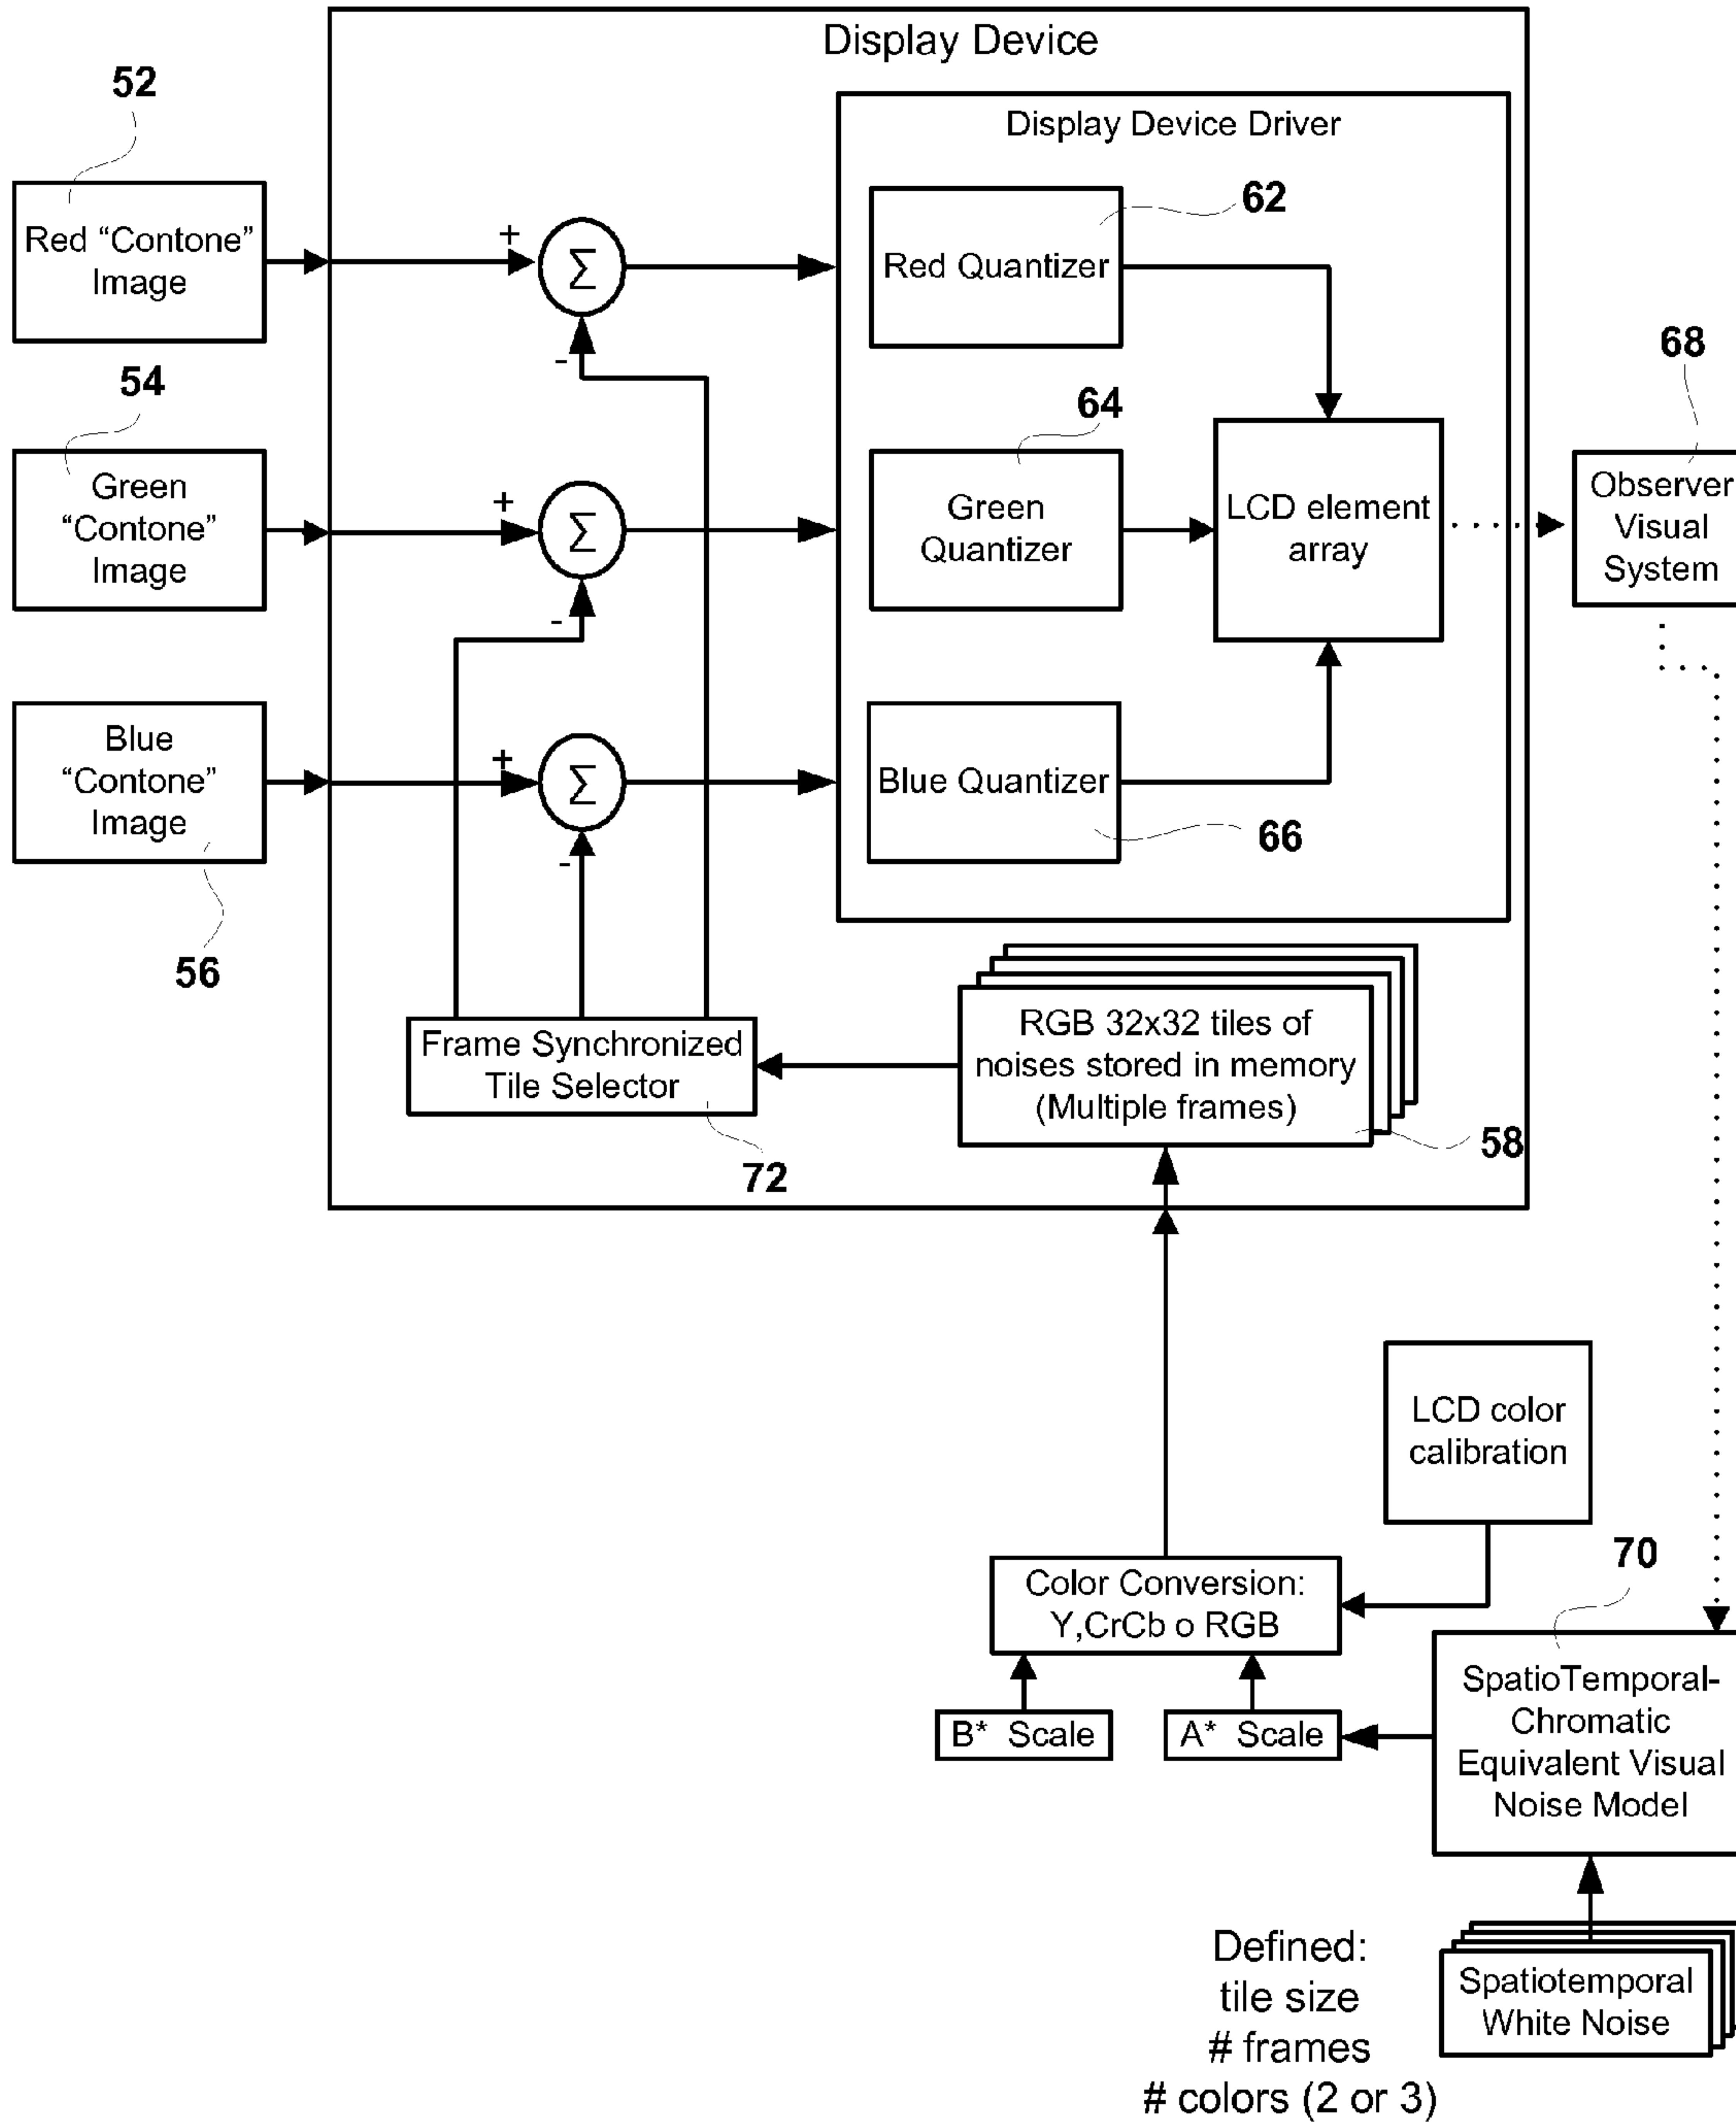 Display Device
52
Display Device Driver
Red “Contone”
Image
+
Σ
-
Red Quantizer
62
54
Green
“Contone”
Image
+
Σ
-
64
Green
Quantizer
LCD element
array
68
Observer
Visual
System
Blue
“Contone”
Image
56
+
Σ
-
Blue Quantizer
66
Frame Synchronized
Tile Selector
72
RGB 32x32 tiles of
noises stored in memory
(Multiple frames)
58
LCD color
calibration
Color Conversion:
Y,CrCb o RGB
B* Scale
A* Scale
70
SpatioTemporal-
Chromatic
Equivalent Visual
Noise Model
Defined:
tile size
# frames
# colors (2 or 3)
Spatiotemporal
White Noise